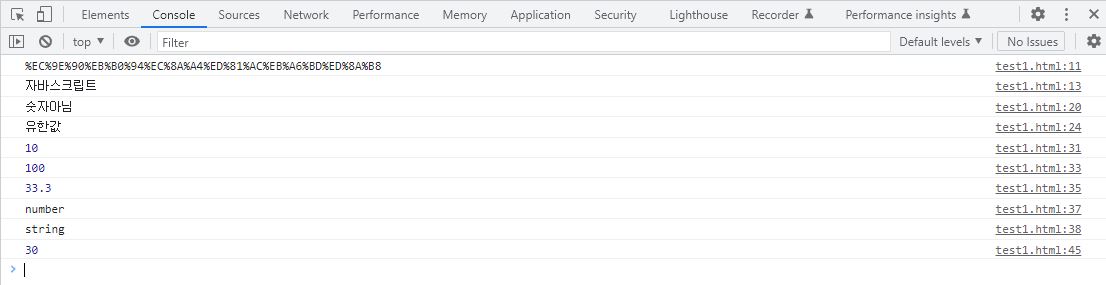 Elements Console Sources Network Performance Memory Application Security Lighthouse Recorder Performance insights
top Filter Default levels No Issues
%EC%9E%90%EB%B0%94%EC%8A%A4%ED%81%AC%EB%A6%BD%ED%8A%B8 test1.html:11
자바스크립트 test1.html:13
숫자아님 test1.html:20
유한값 test1.html:24
10 test1.html:31
100 test1.html:33
33.3 test1.html:35
number test1.html:37
string test1.html:38
30 test1.html:45
>